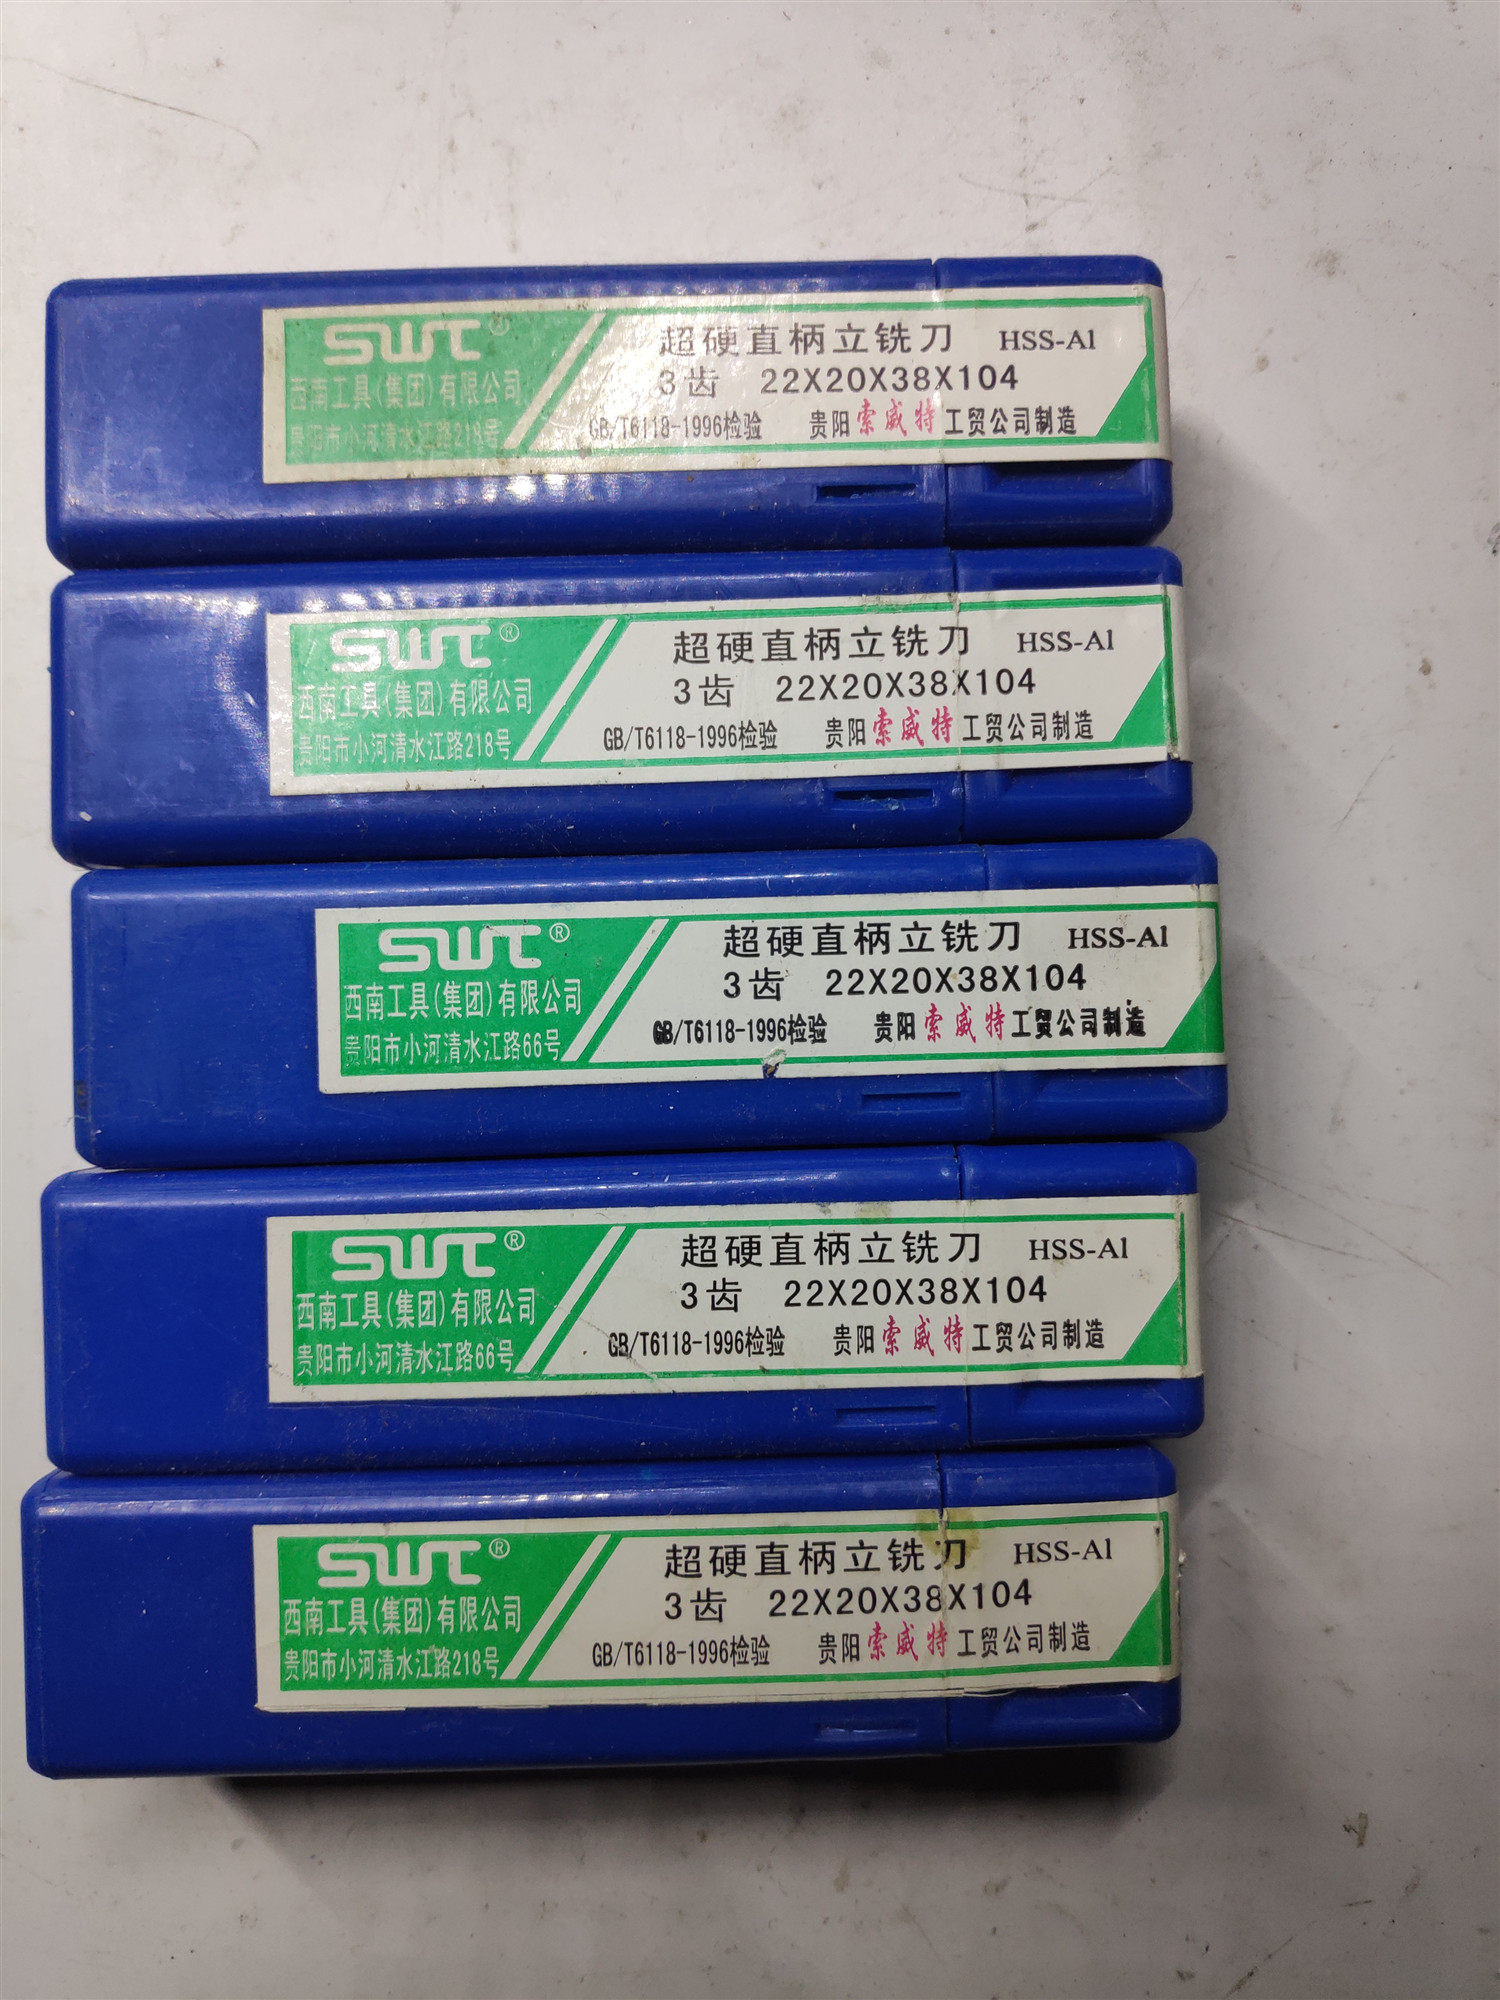 SWT®
西南工具(集团)有限公司
贵阳市小河清水江路218号
超硬直柄立铣刀 HSS-Al
3齿 22X20X38X104
GB/T6118-1996检验 贵阳索威特工贸公司制造
SWT®
西南工具(集团)有限公司
贵阳市小河清水江路218号
超硬直柄立铣刀 HSS-Al
3齿 22X20X38X104
GB/T6118-1996检验 贵阳索威特工贸公司制造
SWT®
西南工具(集团)有限公司
贵阳市小河清水江路66号
超硬直柄立铣刀 HSS-Al
3齿 22X20X38X104
GB/T6118-1996检验 贵阳索威特工贸公司制造
SWT®
西南工具(集团)有限公司
贵阳市小河清水江路66号
超硬直柄立铣刀 HSS-Al
3齿 22X20X38X104
GB/T6118-1996检验 贵阳索威特工贸公司制造
SWT®
西南工具(集团)有限公司
贵阳市小河清水江路218号
超硬直柄立铣刀 HSS-Al
3齿 22X20X38X104
GB/T6118-1996检验 贵阳索威特工贸公司制造